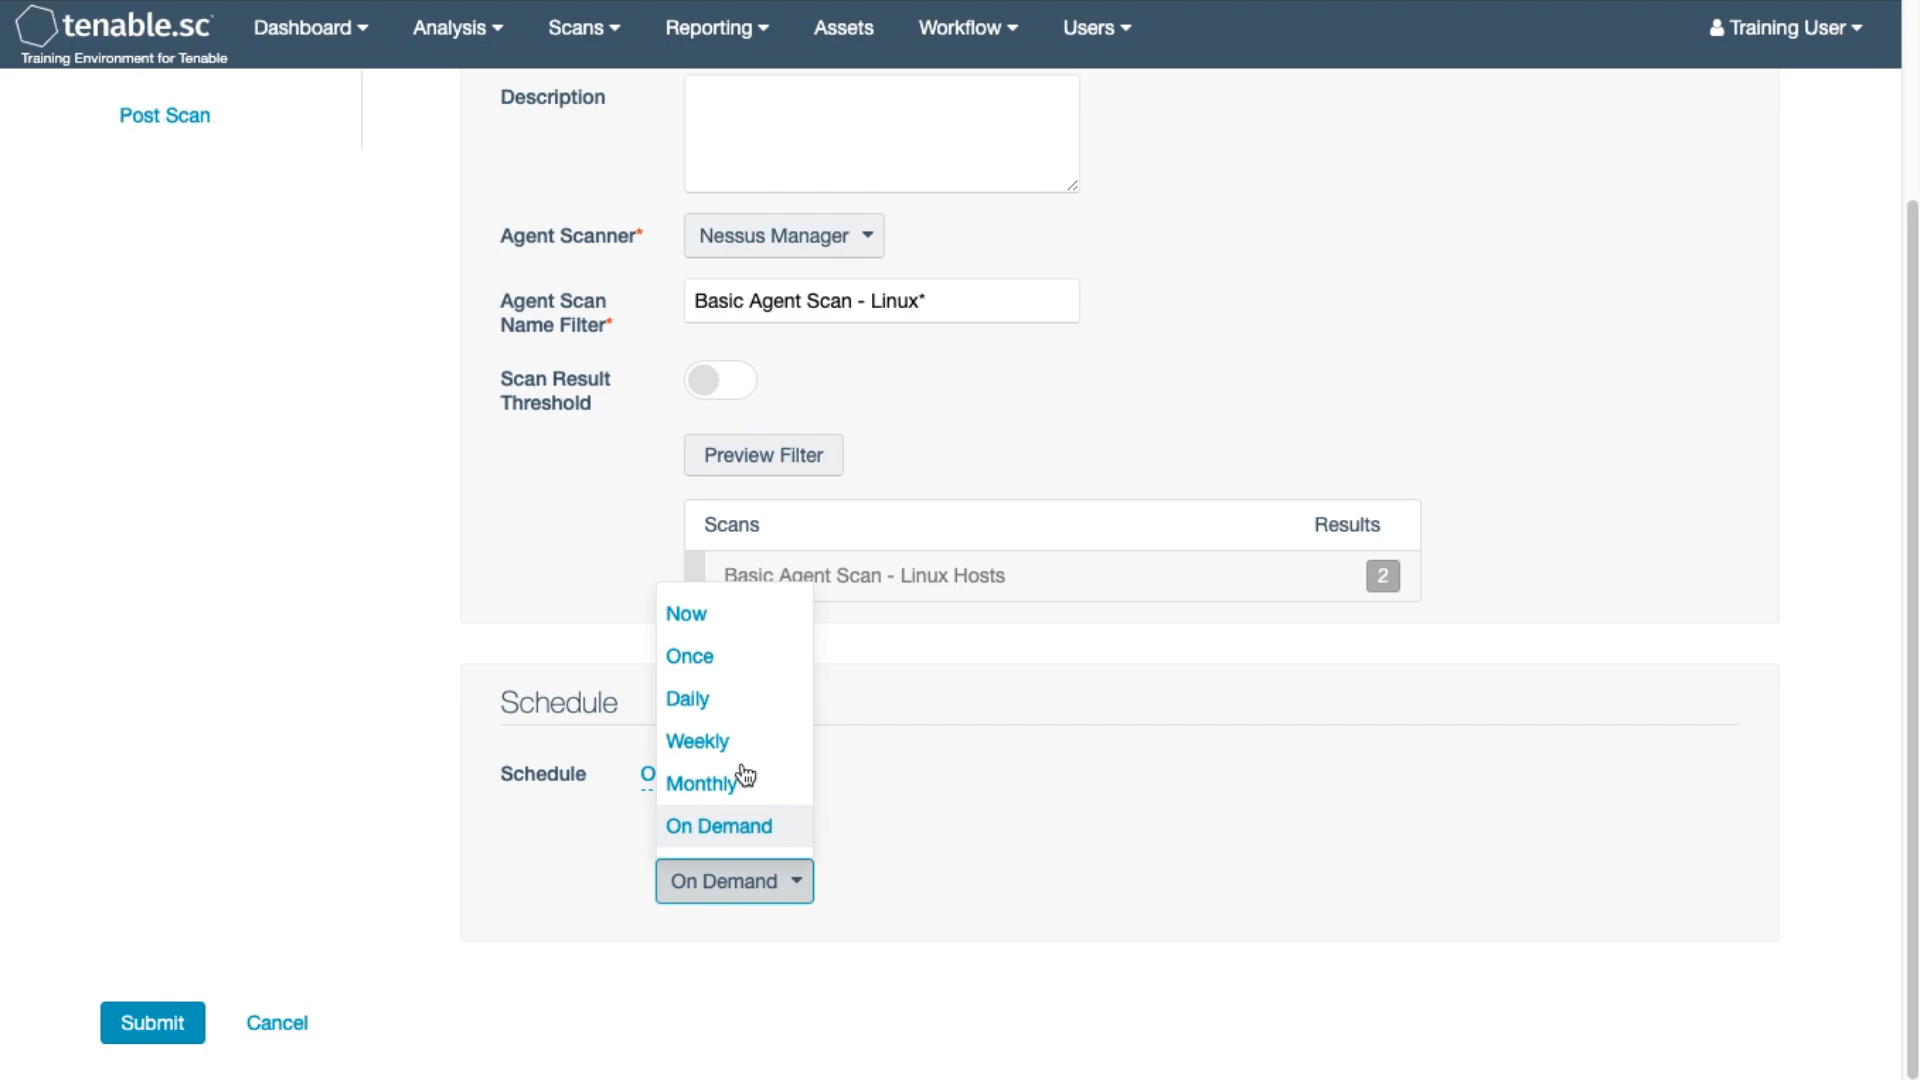 tenable.sc Dashboard Analysis Scans Reporting Assets Workflow Users Training User
Training Environment for Tenable
Post Scan
Description
Agent Scanner* Nessus Manager
Agent Scan
Name Filter* Basic Agent Scan - Linux*
Scan Result
Threshold
Preview Filter
Scans Results
Basic Agent Scan - Linux Hosts 2
Now
Once
Daily
Weekly
Monthly
On Demand
Schedule
Schedule O
On Demand
Submit Cancel